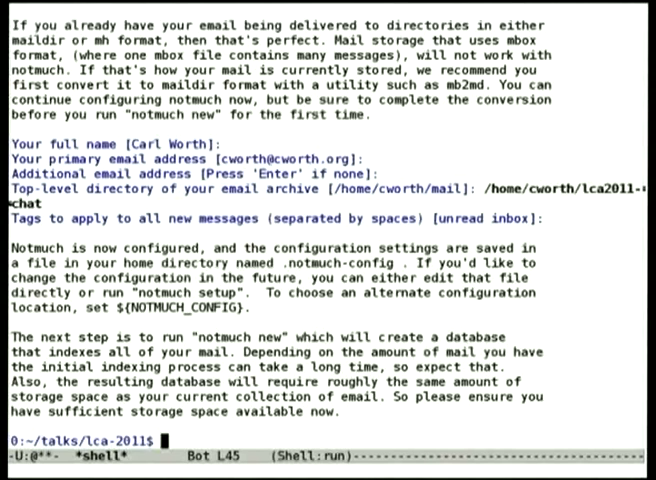 If you already have your email being delivered to directories in either
maildir or mh format, then that's perfect. Mail storage that uses mbox
format, (where one mbox file contains many messages), will not work with
notmuch. If that's how your mail is currently stored, we recommend you
first convert it to maildir format with a utility such as mb2md. You can
continue configuring notmuch now, but be sure to complete the conversion
before you run "notmuch new" for the first time.
Your full name [Carl Worth]:
Your primary email address [cworth@cworth.org]:
Additional email address [Press 'Enter' if none]:
Top-level directory of your email archive [/home/cworth/mail]: /home/cworth/lca2011-
chat
Tags to apply to all new messages (separated by spaces) [unread inbox]:
Notmuch is now configured, and the configuration settings are saved in
a file in your home directory named .notmuch-config . If you'd like to
change the configuration in the future, you can either edit that file
directly or run "notmuch setup".  To choose an alternate configuration
location, set ${NOTMUCH_CONFIG}.
The next step is to run "notmuch new" which will create a database
that indexes all of your mail. Depending on the amount of mail you have
the initial indexing process can take a long time, so expect that.
Also, the resulting database will require roughly the same amount of
storage space as your current collection of email. So please ensure you
have sufficient storage space available now.
0:~/talks/lca-2011$
-U:@**-  *shell*        Bot L45    (Shell:run)----------------------------------------